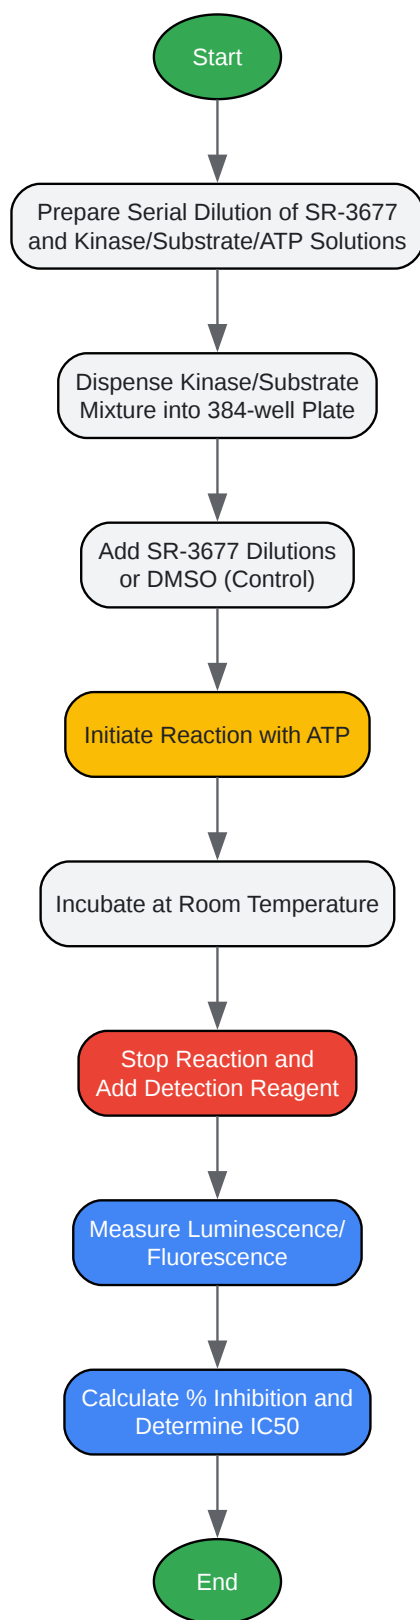 Start
Prepare Serial Dilution of SR-3677
and Kinase/Substrate/ATP Solutions
Dispense Kinase/Substrate
Mixture into 384-well Plate
Add SR-3677 Dilutions
or DMSO (Control)
Initiate Reaction with ATP
Incubate at Room Temperature
Stop Reaction and
Add Detection Reagent
Measure Luminescence/
Fluorescence
Calculate % Inhibition and
Determine IC50
End